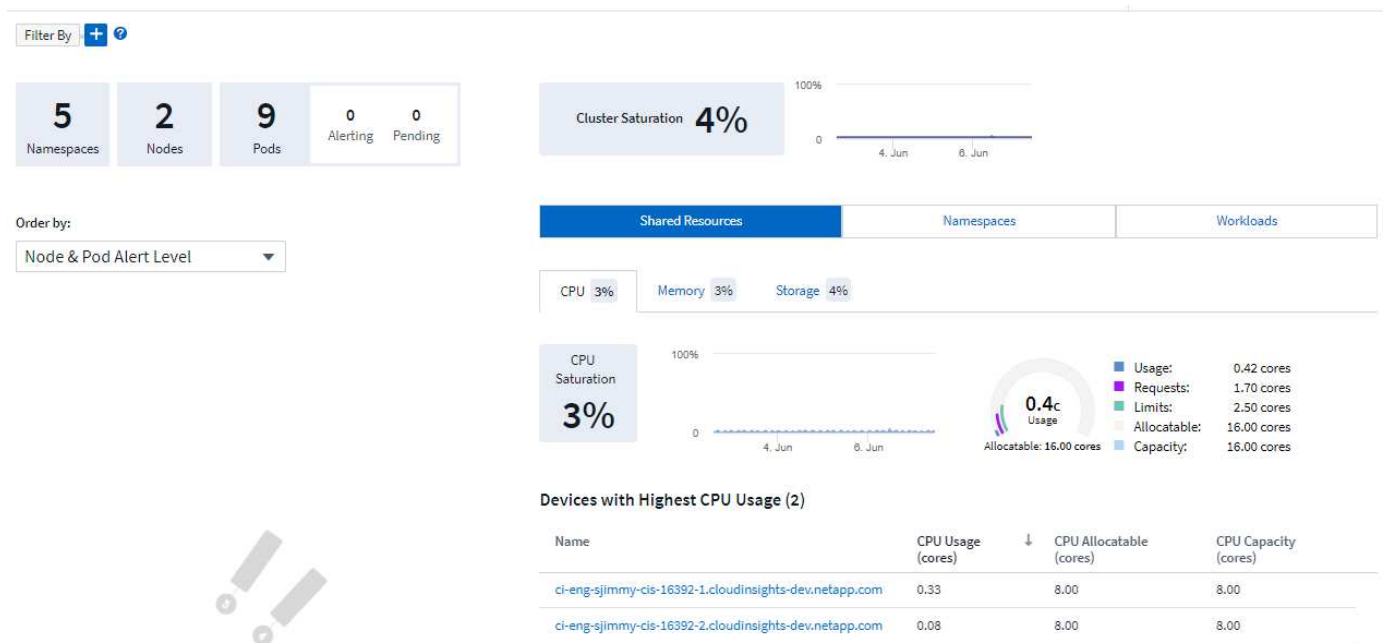 Filter By + ?
5
Namespaces
2
Nodes
9
Pods
0
Alerting
0
Pending
Cluster Saturation 4%
100%
0
4. Jun
6. Jun
Order by:
Node & Pod Alert Level
Shared Resources
Namespaces
Workloads
CPU 3%
Memory 3%
Storage 4%
CPU
Saturation
3%
100%
0
4. Jun
6. Jun
0.4c
Usage
Allocatable: 16.00 cores
Usage: 0.42 cores
Requests: 1.70 cores
Limits: 2.50 cores
Allocatable: 16.00 cores
Capacity: 16.00 cores
Devices with Highest CPU Usage (2)
Name
CPU Usage
(cores)
↓
CPU Allocatable
(cores)
CPU Capacity
(cores)
ci-eng-sjimmy-cis-16392-1.cloudinsights-dev.netapp.com 0.33 8.00 8.00
ci-eng-sjimmy-cis-16392-2.cloudinsights-dev.netapp.com 0.08 8.00 8.00